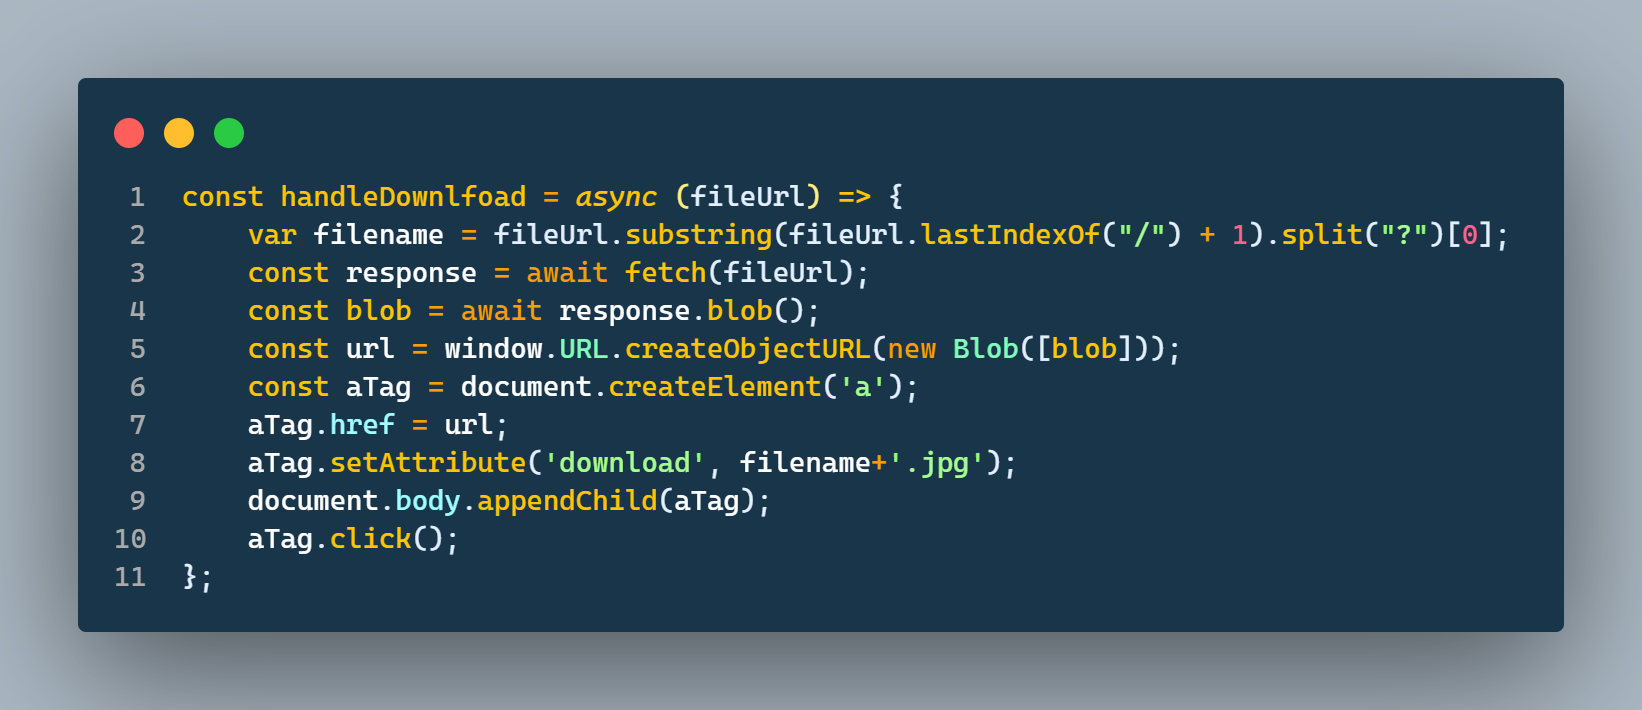 1 const handleDownlfoad = async (fileUrl) => {
2 var filename = fileUrl.substring(fileUrl.lastIndexOf("/") + 1).split("?")[0];
3 const response = await fetch(fileUrl);
4 const blob = await response.blob();
5 const url = window.URL.createObjectURL(new Blob([blob]));
6 const aTag = document.createElement('a');
7 aTag.href = url;
8 aTag.setAttribute('download', filename+'.jpg');
9 document.body.appendChild(aTag);
10 aTag.click();
11 };